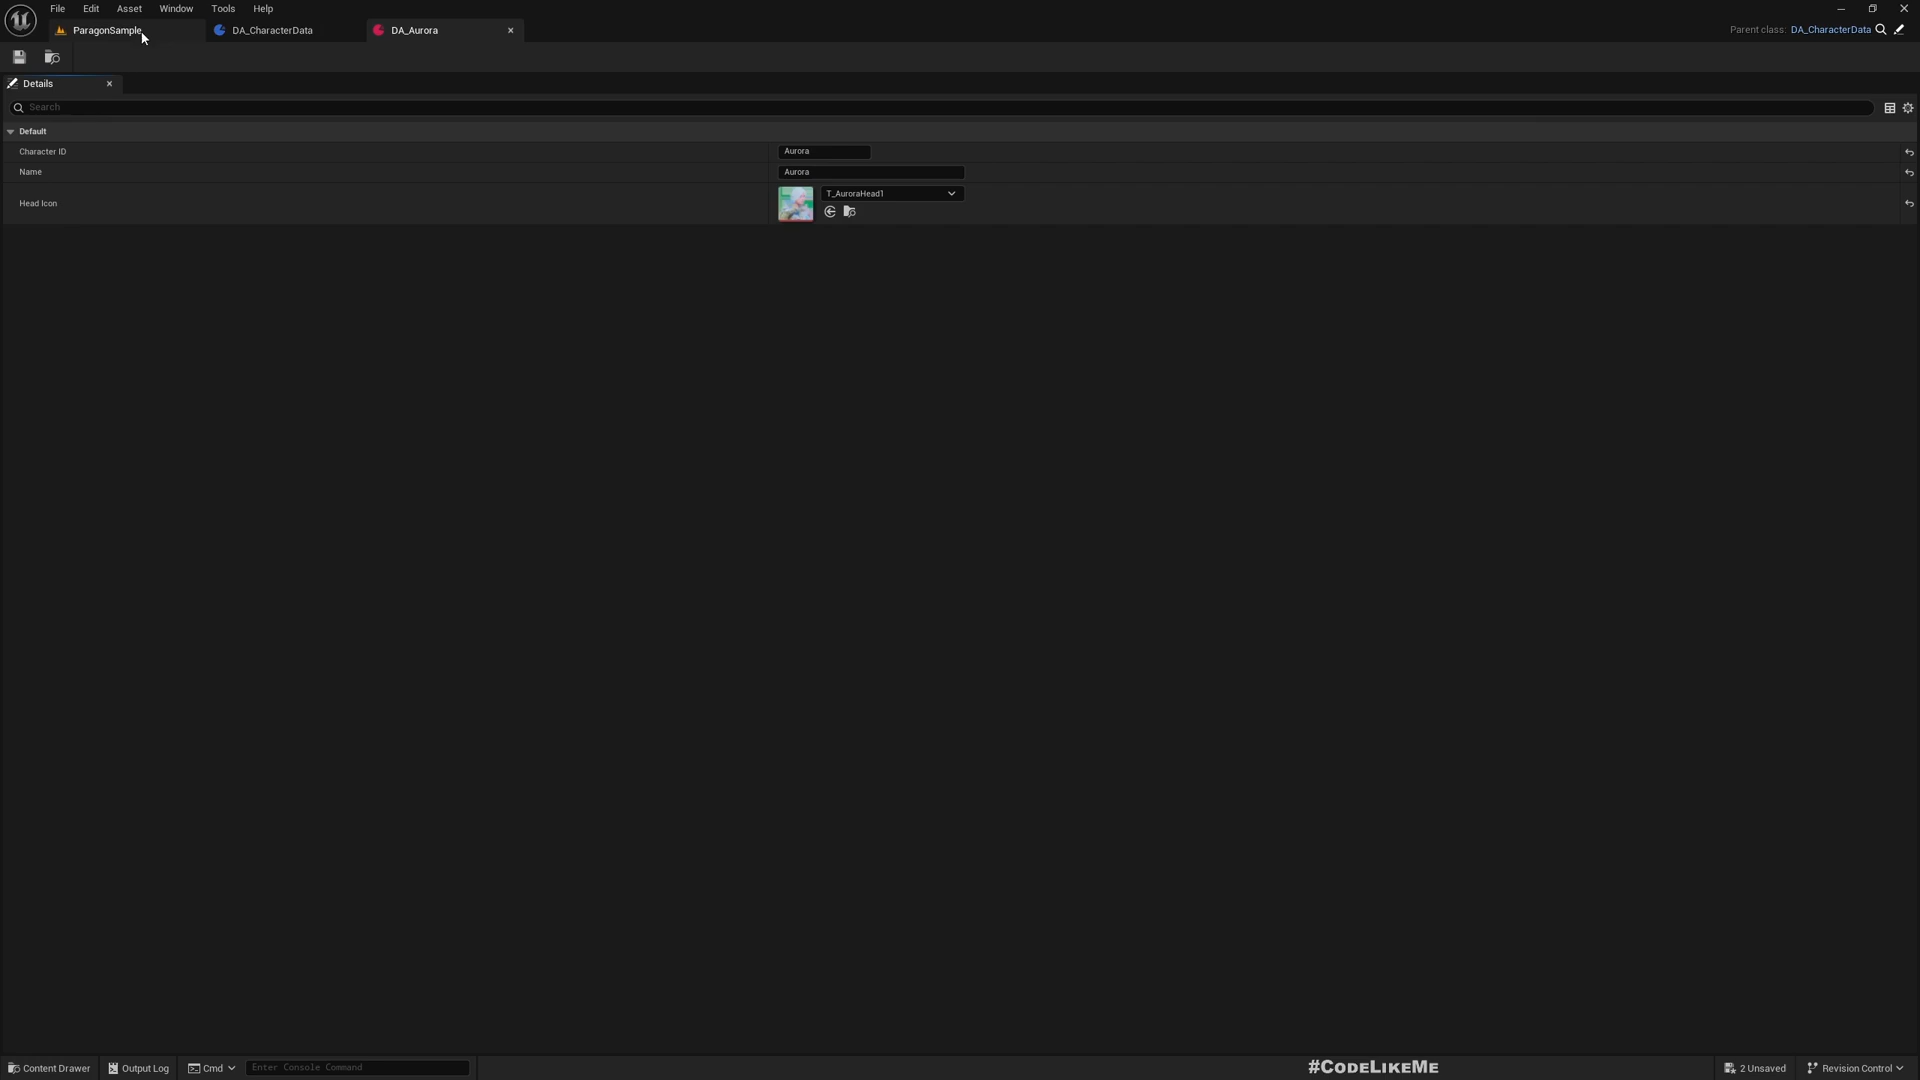 File Edit Asset Window Tools Help
ParagonSample DA_CharacterData DA_Aurora Parent class: DA_CharacterData
Details
Search
Default
Character ID Aurora
Name Aurora
Head Icon T_AuroraHead1
Content Drawer Output Log Cmd Enter Console Command #CodeLikeMe 2 Unsaved Revision Control